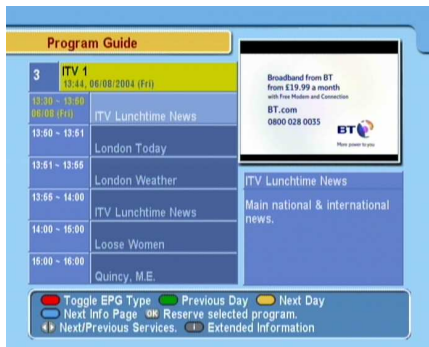 Program Guide
3 ITV 1
13:44, 06/08/2004 (Fri)
13:30 ~ 13:50
06/08 (Fri) ITV Lunchtime News
13:50 ~ 13:51
London Today
13:51 ~ 13:55
London Weather
13:55 ~ 14:00
ITV Lunchtime News
14:00 ~ 15:00
Loose Women
15:00 ~ 16:00
Quincy, M.E.
Broadband from BT
from £19.99 a month
with Free Modem and Connection
BT.com
0800 028 0035
BT
More power to you
ITV Lunchtime News
Main national & international
news.
Toggle EPG Type Previous Day Next Day
Next Info Page OK Reserve selected program.
Next/Previous Services. i Extended Information